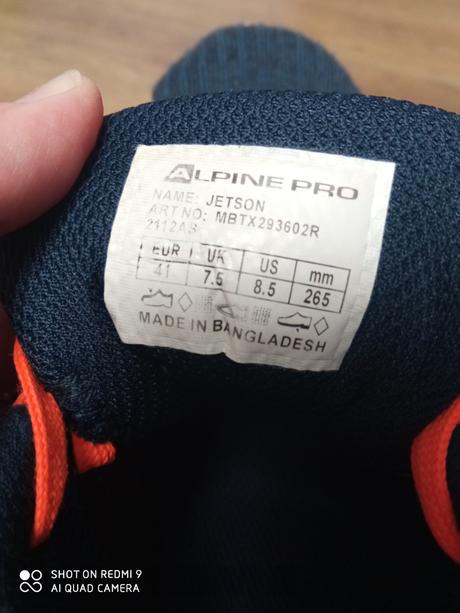 ALPINE PRO
NAME: JETSON
ART NO: MBTX293602R
2112AS
EUR UK US mm
41 7.5 8.5 265
MADE IN BANGLADESH
SHOT ON REDMI 9
AI QUAD CAMERA